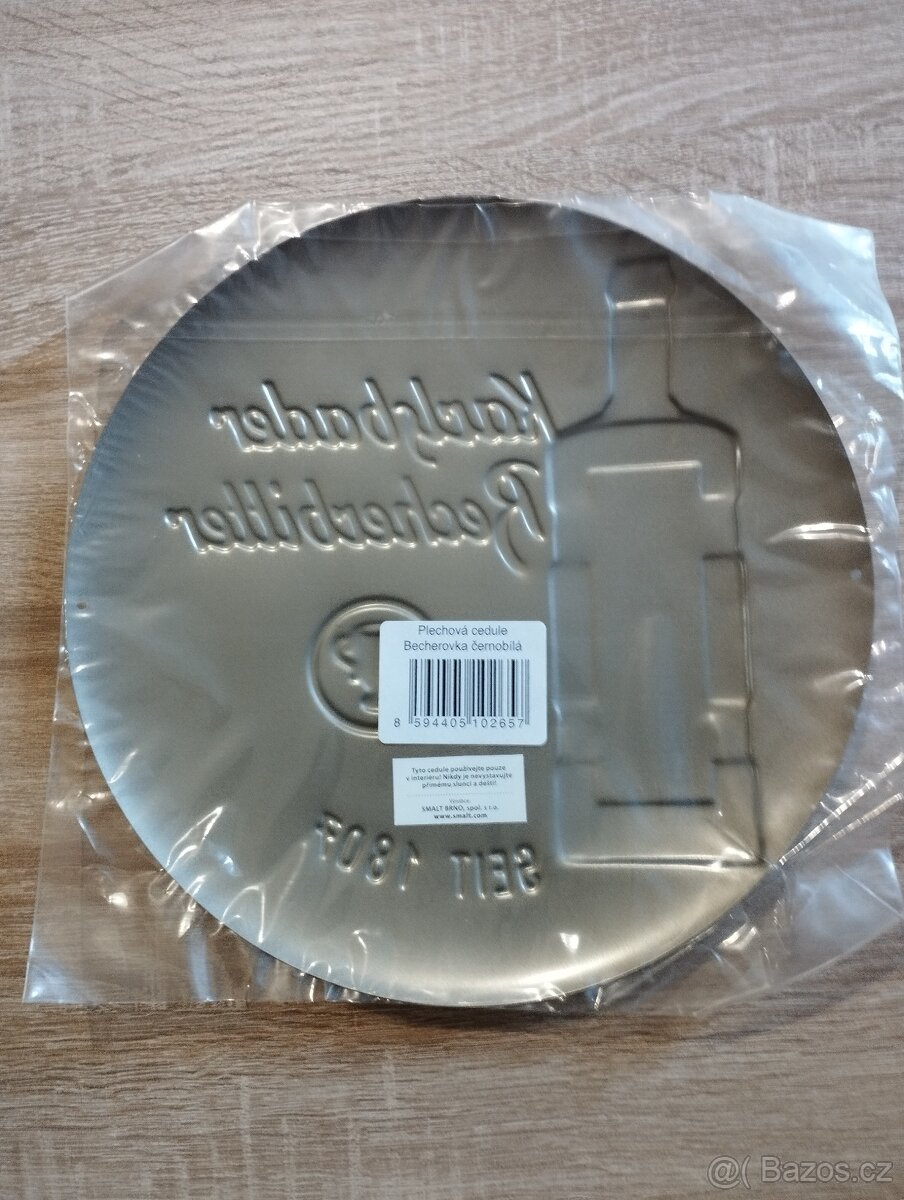 Karlsbader
Becherbitter
Plechová cedule
Becherovka černobílá
8 594405 102657
Tyto cedule používejte pouze
v interieru! Nikdy je nevystavujte
přímému slunci a dešti!
Výrobce:
SMALT BRNO, spol. s r.o.
www.smalt.com
SEIT 1807
@( Bazos.cz